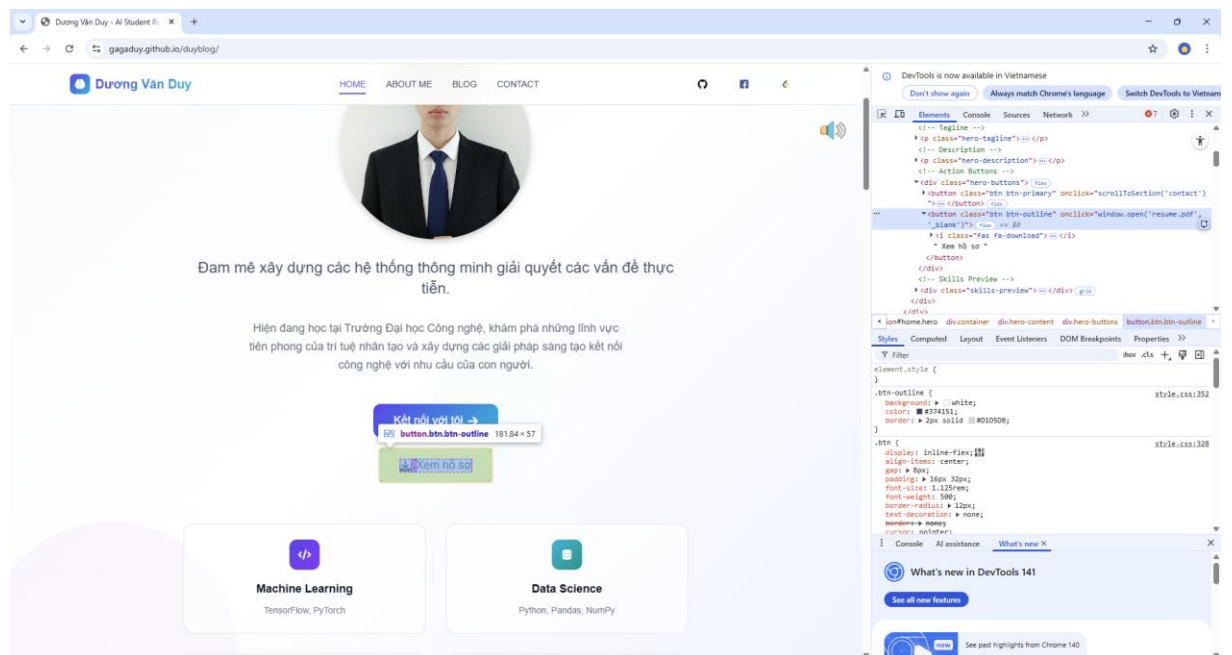 Dương Văn Duy - AI Student Po
gagaduy.github.io/duyblog/
Dương Văn Duy
HOME ABOUT ME BLOG CONTACT
Đam mê xây dựng các hệ thống thông minh giải quyết các vấn đề thực
tiễn.
Hiện đang học tại Trường Đại học Công nghệ, khám phá những lĩnh vực
tiên phong của trí tuệ nhân tạo và xây dựng các giải pháp sáng tạo kết nối
công nghệ với nhu cầu của con người.
Kết nối với tôi →
button.btn.btn-outline 181.84 × 57
Xem hồ sơ
</>
Machine Learning
TensorFlow, PyTorch
Data Science
Python, Pandas, NumPy
DevTools is now available in Vietnamese
Don't show again Always match Chrome's language Switch DevTools to Vietnam
Elements Console Sources Network >> 7
<!-- Tagline -->
<p class="hero-tagline">⋯</p>
<!-- Description -->
<p class="hero-description">⋯</p>
<!-- Action Buttons -->
<div class="hero-buttons"> flex
<button class="btn btn-primary" onclick="scrollToSection('contact')
">⋯</button> flex
<button class="btn btn-outline" onclick="window.open('resume.pdf',
'_blank')"> flex == $0
<i class="fas fa-download">⋯</i>
" Xem hồ sơ "
</button>
</div>
<!-- Skills Preview -->
<div class="skills-preview">⋯</div> grid
</div>
</div>
ion#home.hero div.container div.hero-content div.hero-buttons button.btn.btn-outline
Styles Computed Layout Event Listeners DOM Breakpoints Properties >>
Filter :hov .cls +
element.style {
}
.btn-outline { style.css:352
background: white;
color: #374151;
border: 2px solid #D1D5DB;
}
.btn { style.css:328
display: inline-flex;
align-items: center;
gap: 8px;
padding: 16px 32px;
font-size: 1.125rem;
font-weight: 500;
border-radius: 12px;
text-decoration: none;
border: none;
cursor: pointer;
Console AI assistance What's new ×
What's new in DevTools 141
See all new features
new
See past highlights from Chrome 140